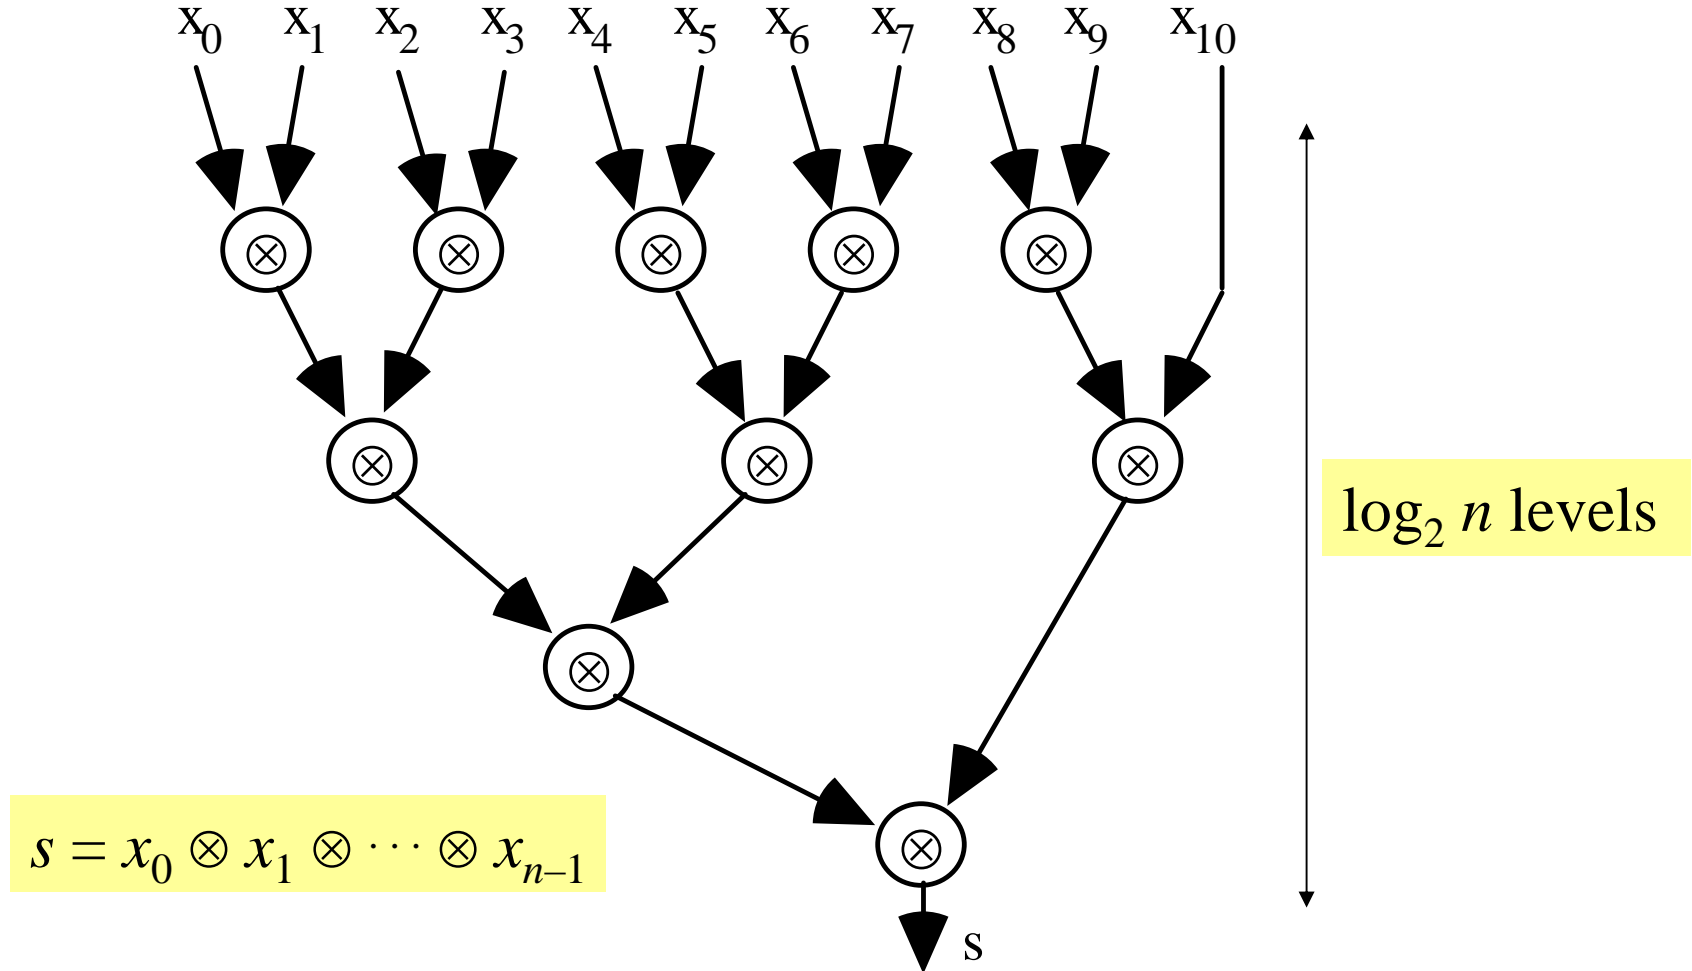 x₀ x₁ x₂ x₃ x₄ x₅ x₆ x₇ x₈ x₉ x₁₀
⊗ ⊗ ⊗ ⊗ ⊗
⊗ ⊗ ⊗
log₂ n levels
⊗
s = x₀ ⊗ x₁ ⊗ ··· ⊗ xₙ₋₁
⊗
s